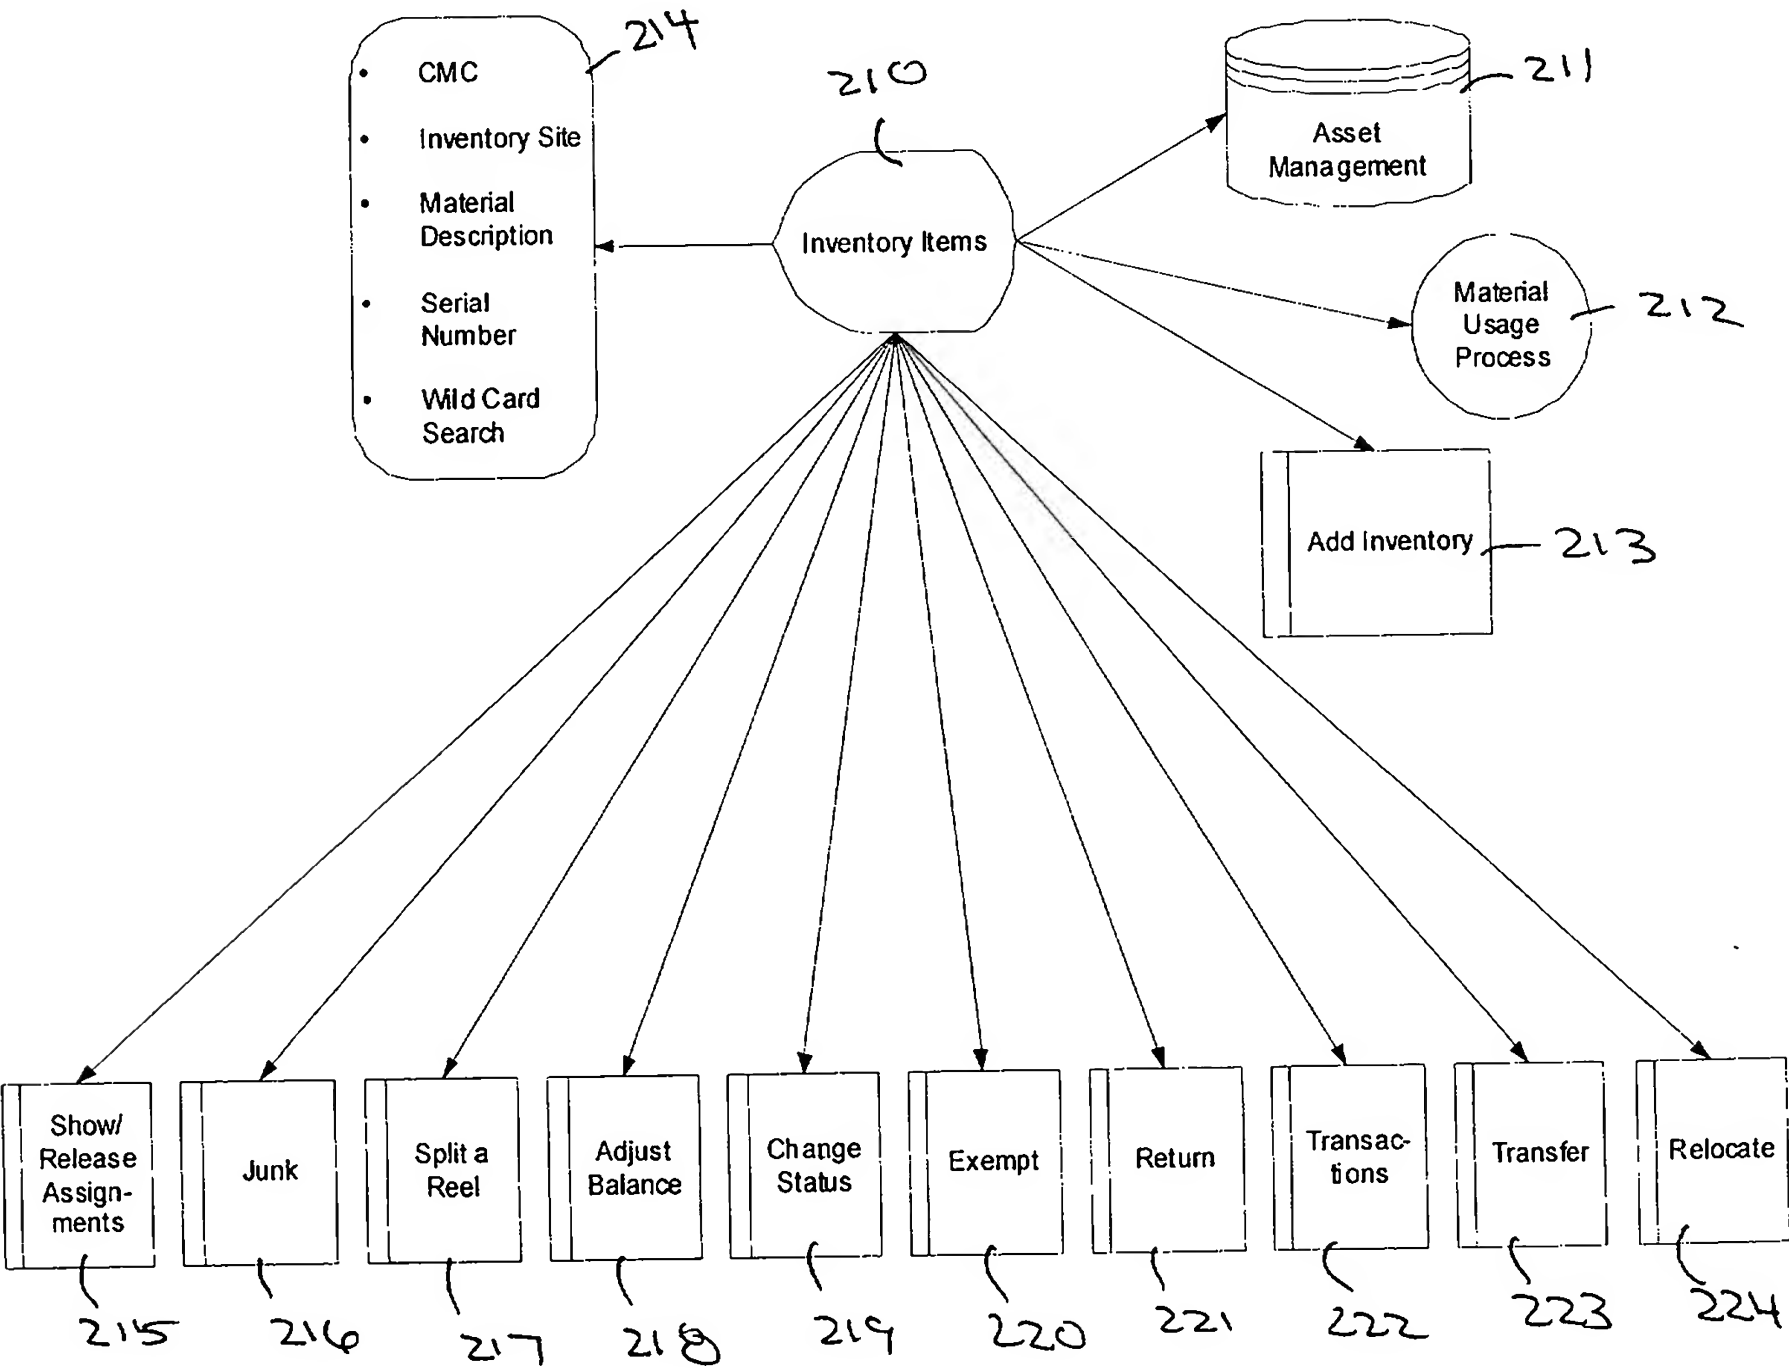 214
• CMC
• Inventory Site
• Material
Description
• Serial
Number
• Wild Card
Search
210
Inventory Items
211
Asset
Management
212
Material
Usage
Process
Add Inventory
213
Show/
Release
Assign-
ments
Junk
Split a
Reel
Adjust
Balance
Change
Status
Exempt
Return
Transac-
tions
Transfer
Relocate
215
216
217
218
219
220
221
222
223
224